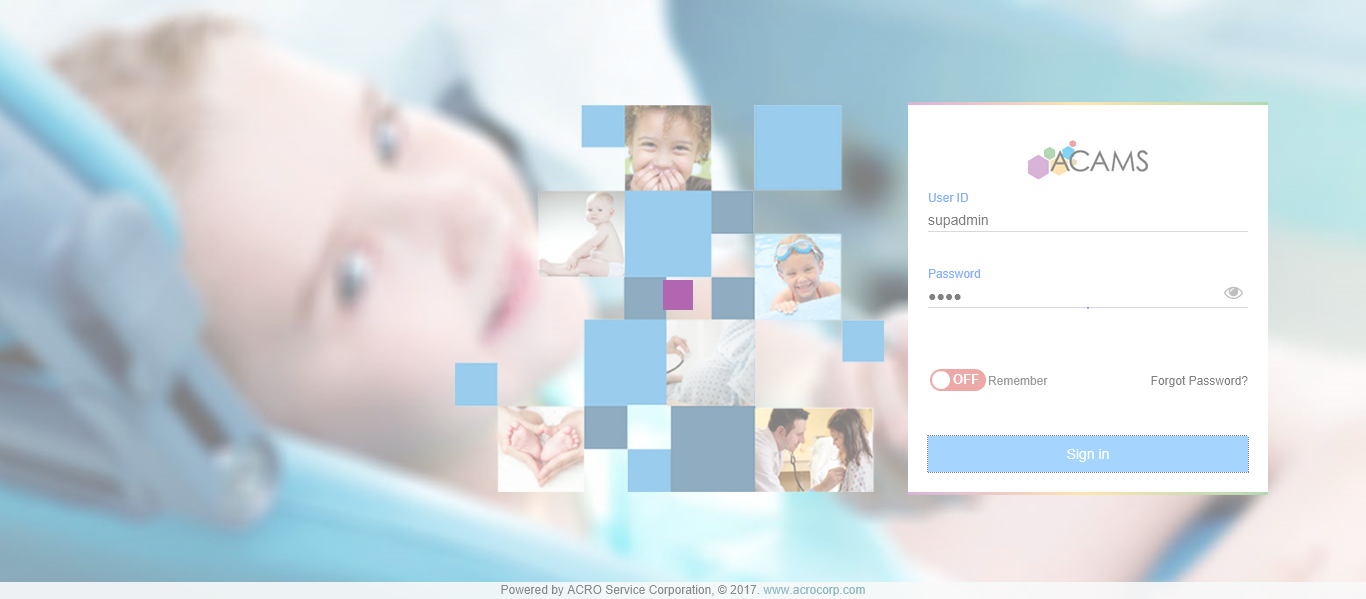 ACAMS
User ID
supadmin
Password
●●●●
OFF Remember Forgot Password?
Sign in
Powered by ACRO Service Corporation, © 2017. www.acrocorp.com